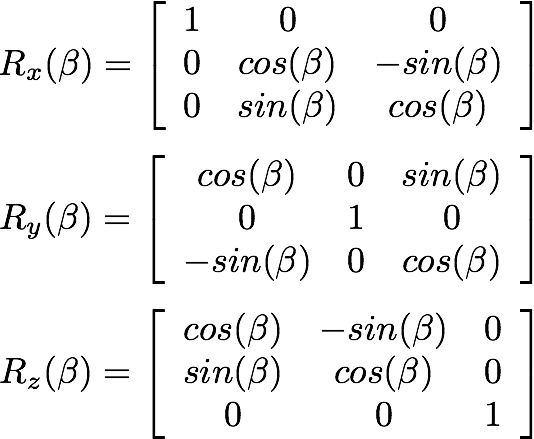 1 0 0
R_x(β) = [ 0 cos(β) −sin(β) ]
0 sin(β) cos(β)
cos(β) 0 sin(β)
R_y(β) = [ 0 1 0 ]
−sin(β) 0 cos(β)
cos(β) −sin(β) 0
R_z(β) = [ sin(β) cos(β) 0 ]
0 0 1